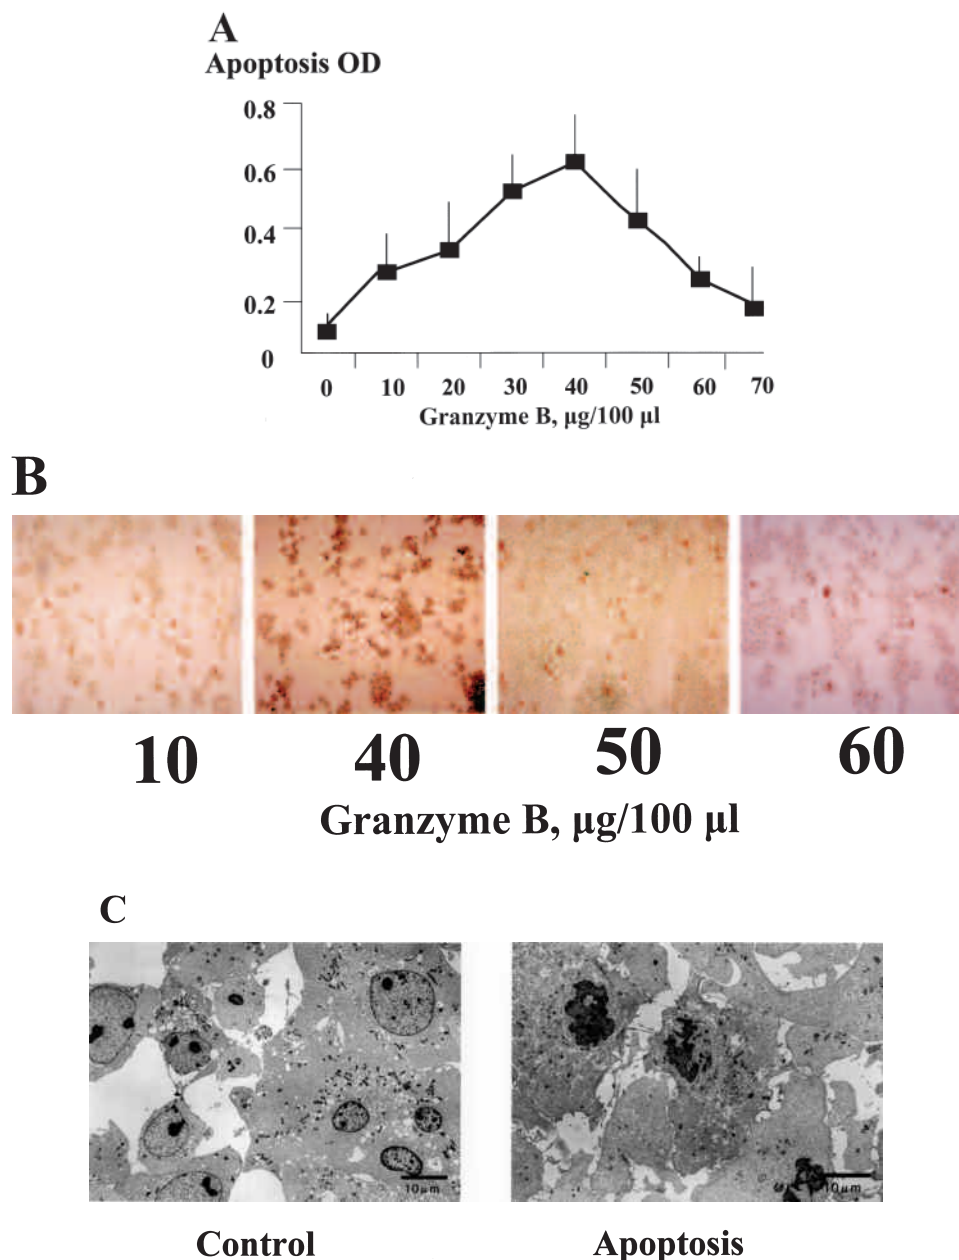 A
Apoptosis OD
0.8
0.6
0.4
0.2
0
0 10 20 30 40 50 60 70
Granzyme B, μg/100 μl
B
10 40 50 60
Granzyme B, μg/100 μl
C
10μm 10μm
Control Apoptosis